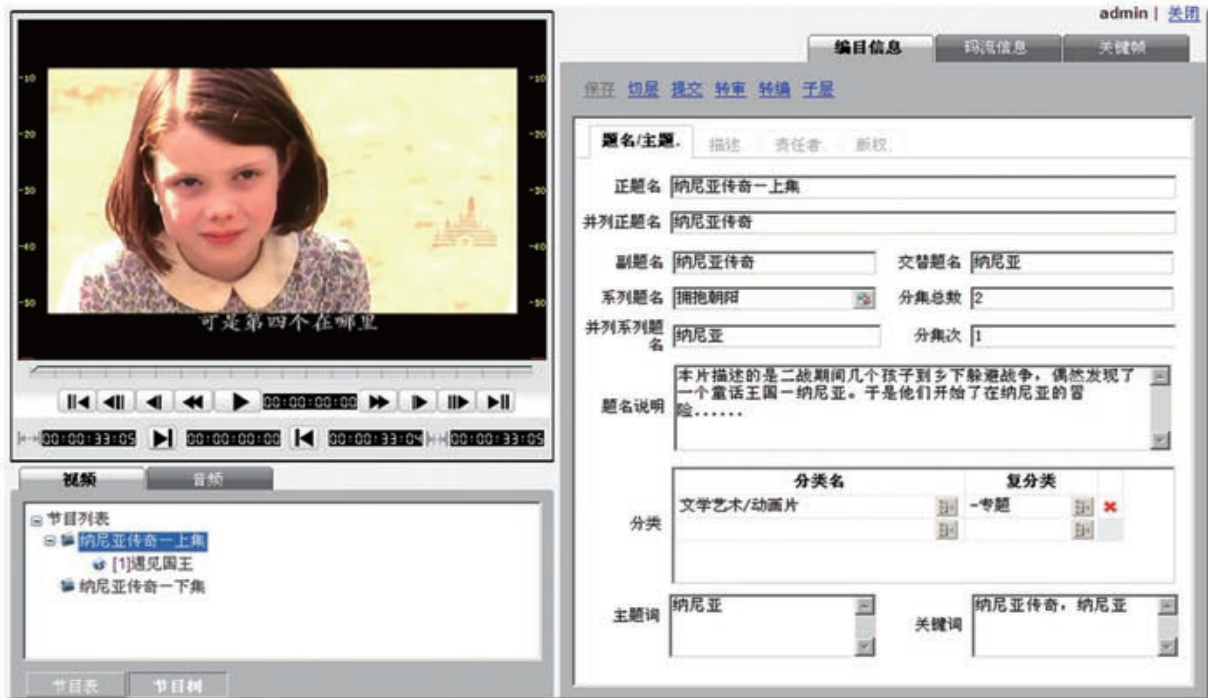 admin | 关闭
-10
-20
-30
-40
-50
-10
-20
-30
-40
-50
可是第四个在哪里
00:00:00:00
00:00:33:05
00:00:00:00
00:00:33:04
00:00:33:05
视频
音频
节目列表
纳尼亚传奇一上集
[1]遇见国王
纳尼亚传奇一下集
节目表
节目树
编目信息
码流信息
关键帧
保存 切层 提交 转审 转编 子层
题名/主题.
描述
责任者.
版权.
正题名 纳尼亚传奇一上集
并列正题名 纳尼亚传奇
副题名 纳尼亚传奇
交替题名 纳尼亚
系列题名 拥抱朝阳
分集总数 2
并列系列题名 纳尼亚
分集次 1
题名说明
本片描述的是二战期间几个孩子到乡下躲避战争，偶然发现了
一个童话王国一纳尼亚。于是他们开始了在纳尼亚的冒
险......
分类
分类名
复分类
文学艺术/动画片
-专题
主题词 纳尼亚
关键词 纳尼亚传奇，纳尼亚